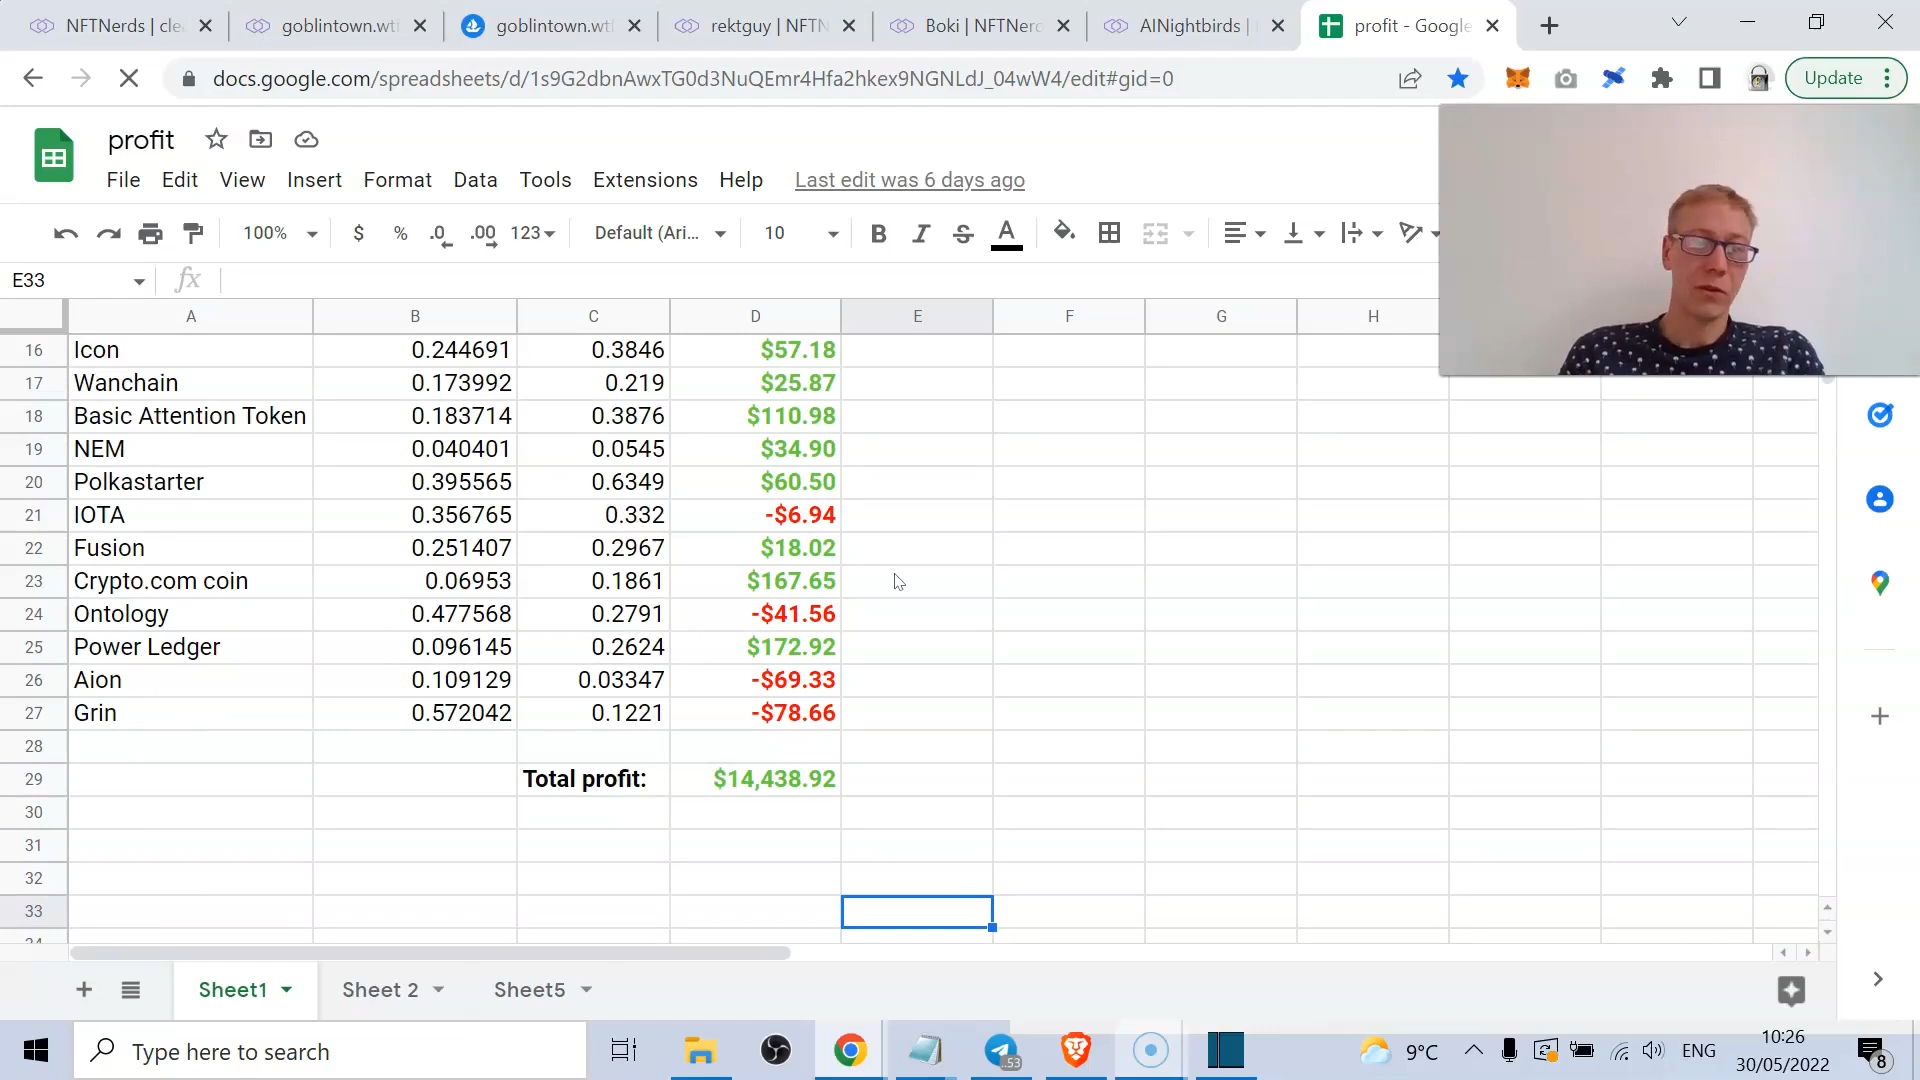 NFTNerds | cle
goblintown.wtf
goblintown.wtf
rektguy | NFTN
Boki | NFTNerd
AINightbirds |
profit - Google
docs.google.com/spreadsheets/d/1s9G2dbnAwxTG0d3NuQEmr4Hfa2hkex9NGNLdJ_04wW4/edit#gid=0
Update
profit
File Edit View Insert Format Data Tools Extensions Help Last edit was 6 days ago
100% $ % .0 .00 123 Default (Ari... 10 B I S A
E33 fx
A B C D E F G H
16 Icon 0.244691 0.3846 $57.18
17 Wanchain 0.173992 0.219 $25.87
18 Basic Attention Token 0.183714 0.3876 $110.98
19 NEM 0.040401 0.0545 $34.90
20 Polkastarter 0.395565 0.6349 $60.50
21 IOTA 0.356765 0.332 -$6.94
22 Fusion 0.251407 0.2967 $18.02
23 Crypto.com coin 0.06953 0.1861 $167.65
24 Ontology 0.477568 0.2791 -$41.56
25 Power Ledger 0.096145 0.2624 $172.92
26 Aion 0.109129 0.03347 -$69.33
27 Grin 0.572042 0.1221 -$78.66
28
29 Total profit: $14,438.92
30
31
32
33
34
Sheet1 Sheet 2 Sheet5
Type here to search
53
9°C
ENG
10:26
30/05/2022
8